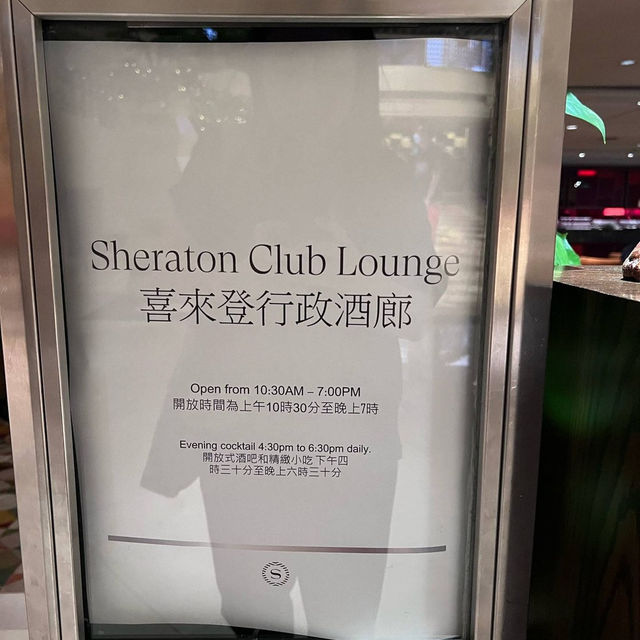 Sheraton Club Lounge
喜來登行政酒廊
Open from 10:30AM – 7:00PM
開放時間為上午10時30分至晚上7時
Evening cocktail 4:30pm to 6:30pm daily.
開放式酒吧和精緻小吃下午四
時三十分至晚上六時三十分
S